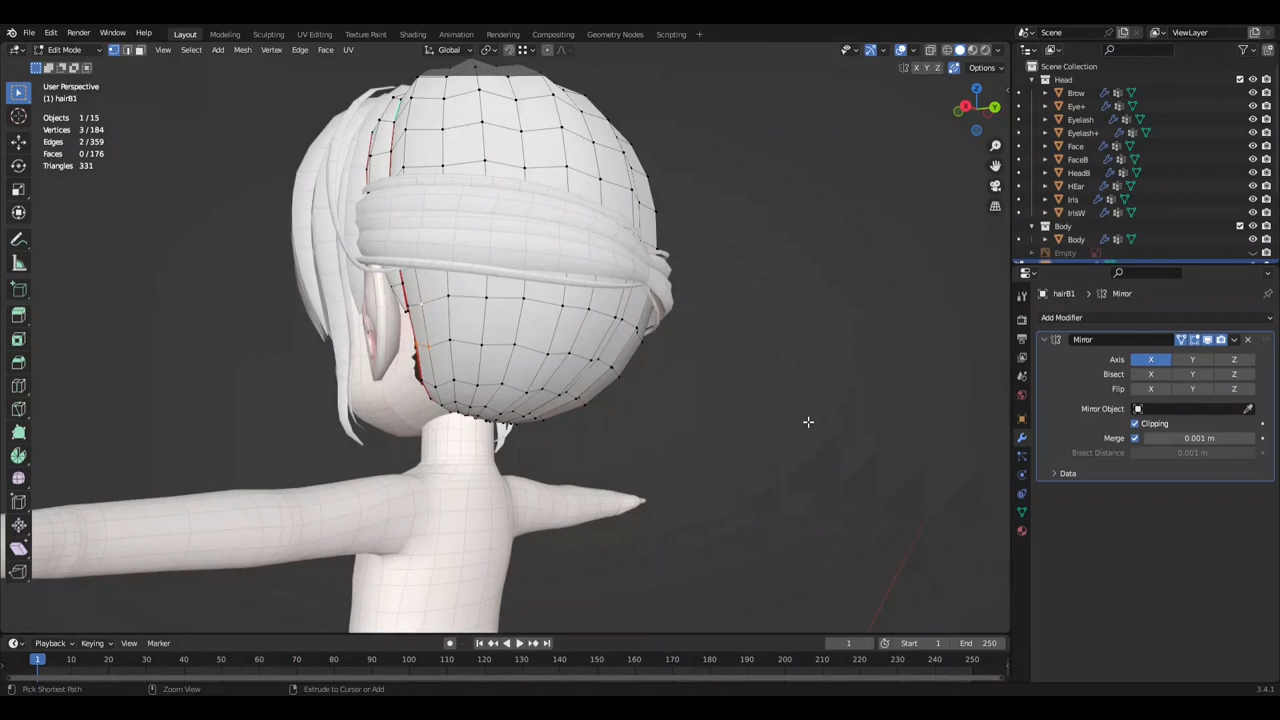 File Edit Render Window Help Layout Modeling Sculpting UV Editing Texture Paint Shading Animation Rendering Compositing Geometry Nodes Scripting + Scene ViewLayer
Edit Mode View Select Add Mesh Vertex Edge Face UV Global
X Y Z Options
User Perspective
(1) hairB1
Objects 1/15
Vertices 3/184
Edges 2/359
Faces 0/176
Triangles 331
X Y Z
Scene Collection
Head
Brow
Eye+
Eyelash
Eyelash+
Face
FaceB
HeadB
HEar
Iris
IrisW
Body
Body
Empty
hairB1 > Mirror
Add Modifier
Mirror
Axis X Y Z
Bisect X Y Z
Flip X Y Z
Mirror Object
Clipping
Merge 0.001 m
Bisect Distance 0.001 m
Data
Playback Keying View Marker 1 Start 1 End 250
1 10 20 30 40 50 60 70 80 90 100 110 120 130 140 150 160 170 180 190 200 210 220 230 240 250
Pick Shortest Path Zoom View Extrude to Cursor or Add 3.4.1